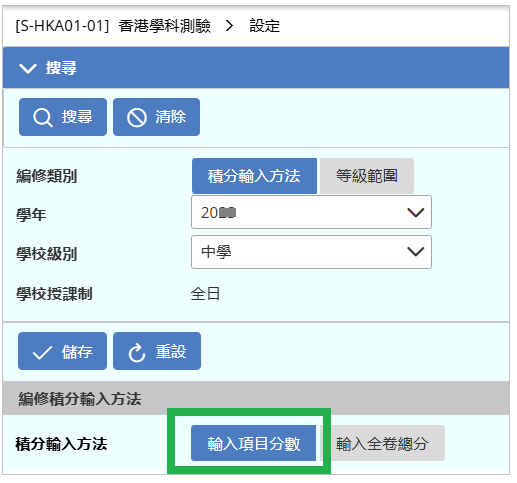 [S-HKA01-01] 香港學科測驗 > 設定
搜尋
搜尋 清除
編修類別 積分輸入方法 等級範圍
學年 20
學校級別 中學
學校授課制 全日
儲存 重設
編修積分輸入方法
積分輸入方法 輸入項目分數 輸入全卷總分